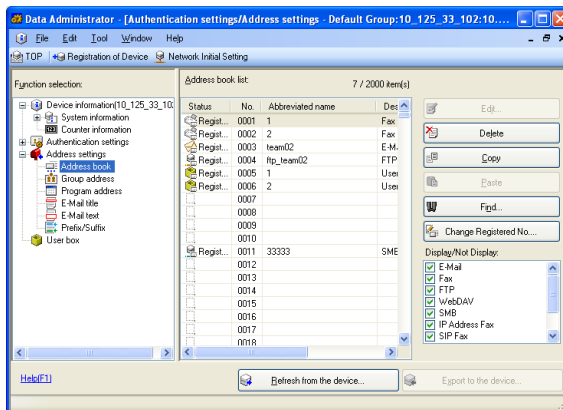 Data Administrator - [Authentication settings/Address settings - Default Group:10_125_33_102:10....
File Edit Tool Window Help
TOP Registration of Device Network Initial Setting
Function selection:
Device information(10_125_33_10
System information
Counter information
Authentication settings
Address settings
Address book
Group address
Program address
E-Mail title
E-Mail text
Prefix/Suffix
User box
Address book list: 7 / 2000 item(s)
Status No. Abbreviated name Des
Regist... 0001 1 Fax
Regist... 0002 2 Fax
Regist... 0003 team02 E-M
Regist... 0004 ftp_team02 FTP
Regist... 0005 1 User
Regist... 0006 2 User
0007
0008
0009
0010
Regist... 0011 33333 SME
0012
0013
0014
0015
0016
0017
0018
Edit...
Delete
Copy
Paste
Find...
Change Registered No....
Display/Not Display:
E-Mail
Fax
FTP
WebDAV
SMB
IP Address Fax
SIP Fax
Help(F1)
Refresh from the device...
Export to the device...